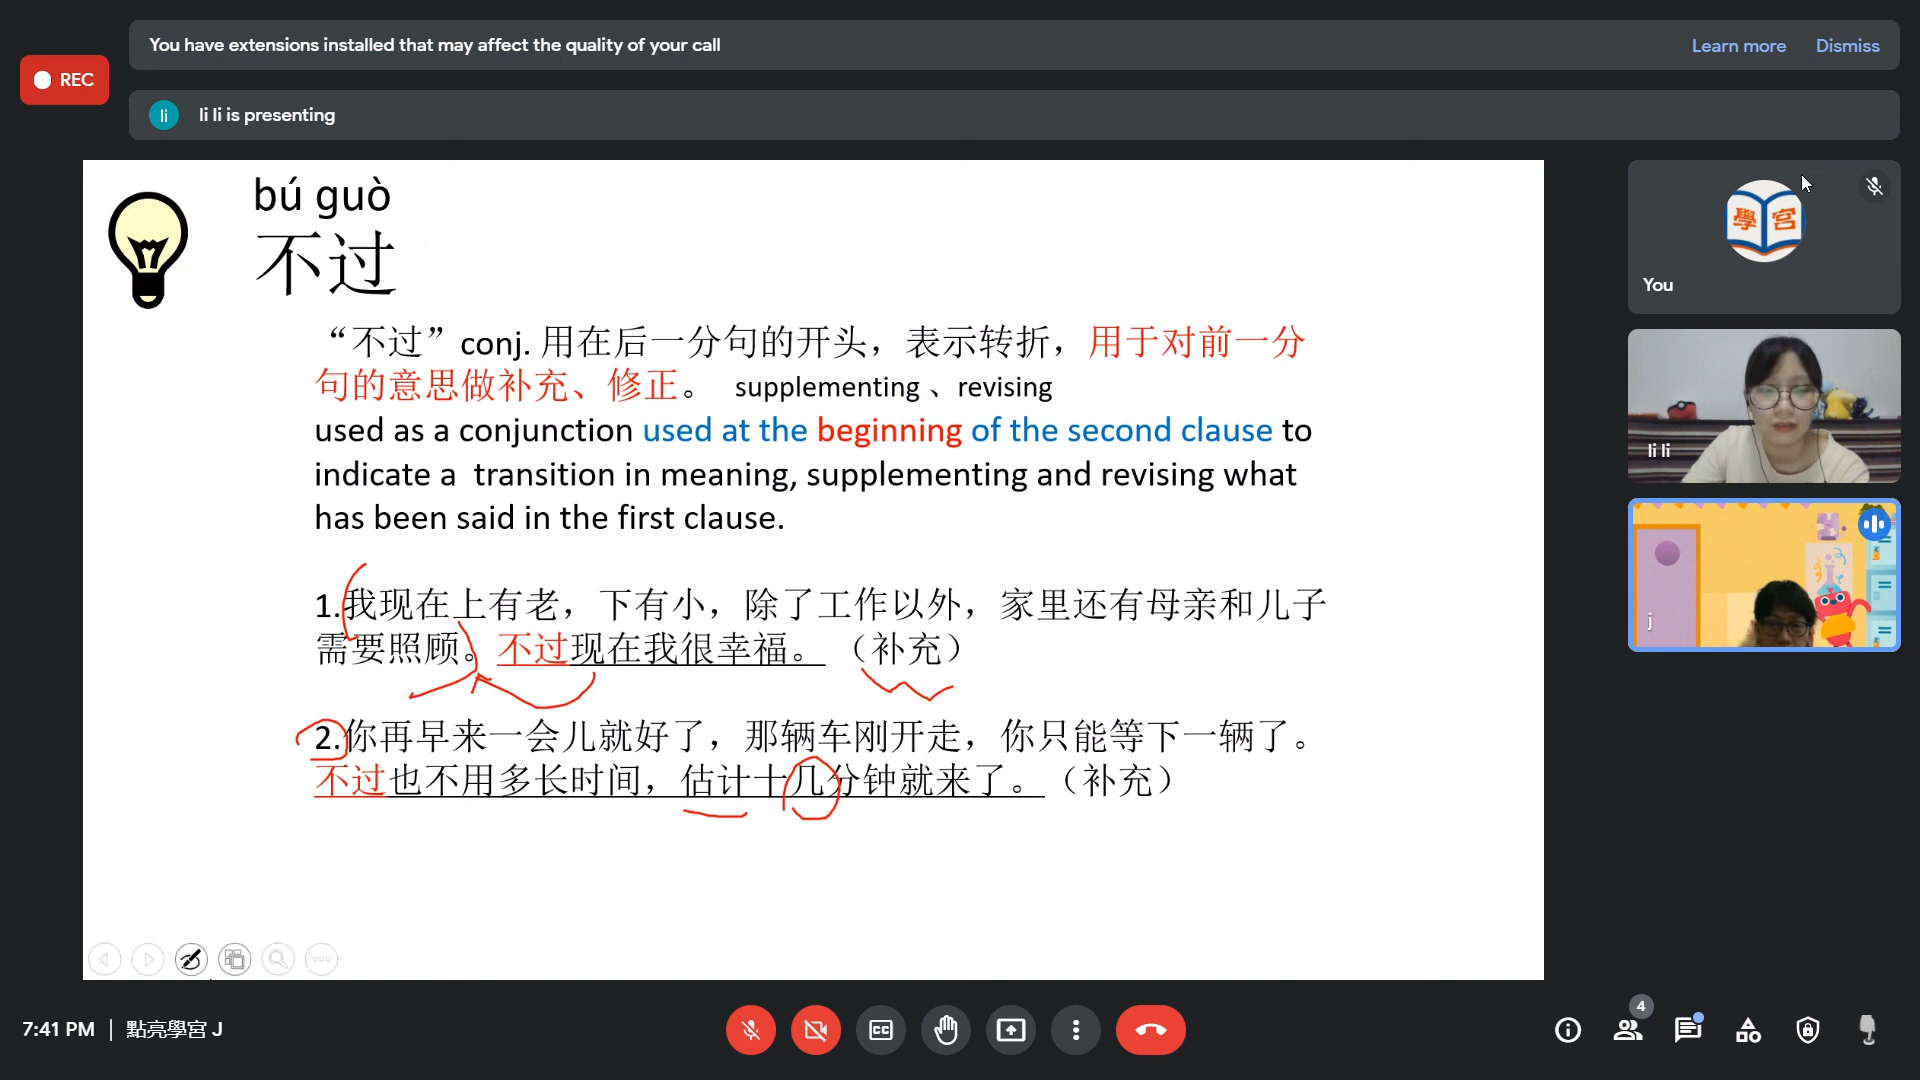 You have extensions installed that may affect the quality of your call
Learn more
Dismiss
REC
li
li li is presenting
bú guò
不过
“不过”conj. 用在后一分句的开头，表示转折，用于对前一分
句的意思做补充、修正。 supplementing 、revising
used as a conjunction used at the beginning of the second clause to
indicate a transition in meaning, supplementing and revising what
has been said in the first clause.
1.我现在上有老，下有小，除了工作以外，家里还有母亲和儿子
需要照顾。不过现在我很幸福。（补充）
2.你再早来一会儿就好了，那辆车刚开走，你只能等下一辆了。
不过也不用多长时间，估计十几分钟就来了。（补充）
學宮
You
li li
j
7:41 PM | 點亮學宮 J
CC
4